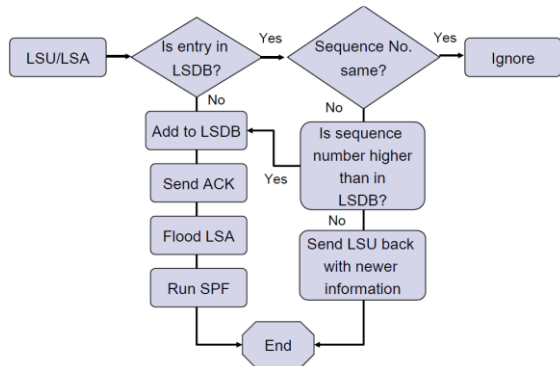 LSU/LSA
Is entry in
LSDB?
Yes
Sequence No.
same?
Yes
Ignore
No
No
Add to LSDB
Is sequence
number higher
than in
LSDB?
Yes
Send ACK
No
Flood LSA
Send LSU back
with newer
information
Run SPF
End